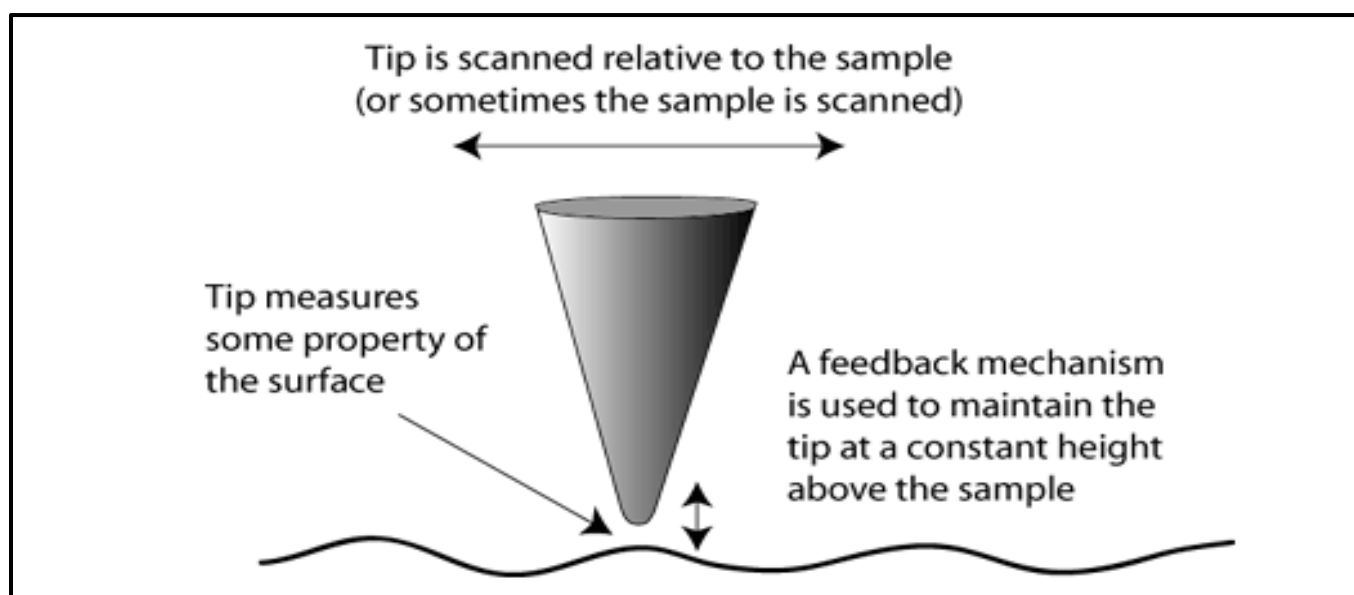 Tip is scanned relative to the sample
(or sometimes the sample is scanned)
Tip measures
some property of
the surface
A feedback mechanism
is used to maintain the
tip at a constant height
above the sample